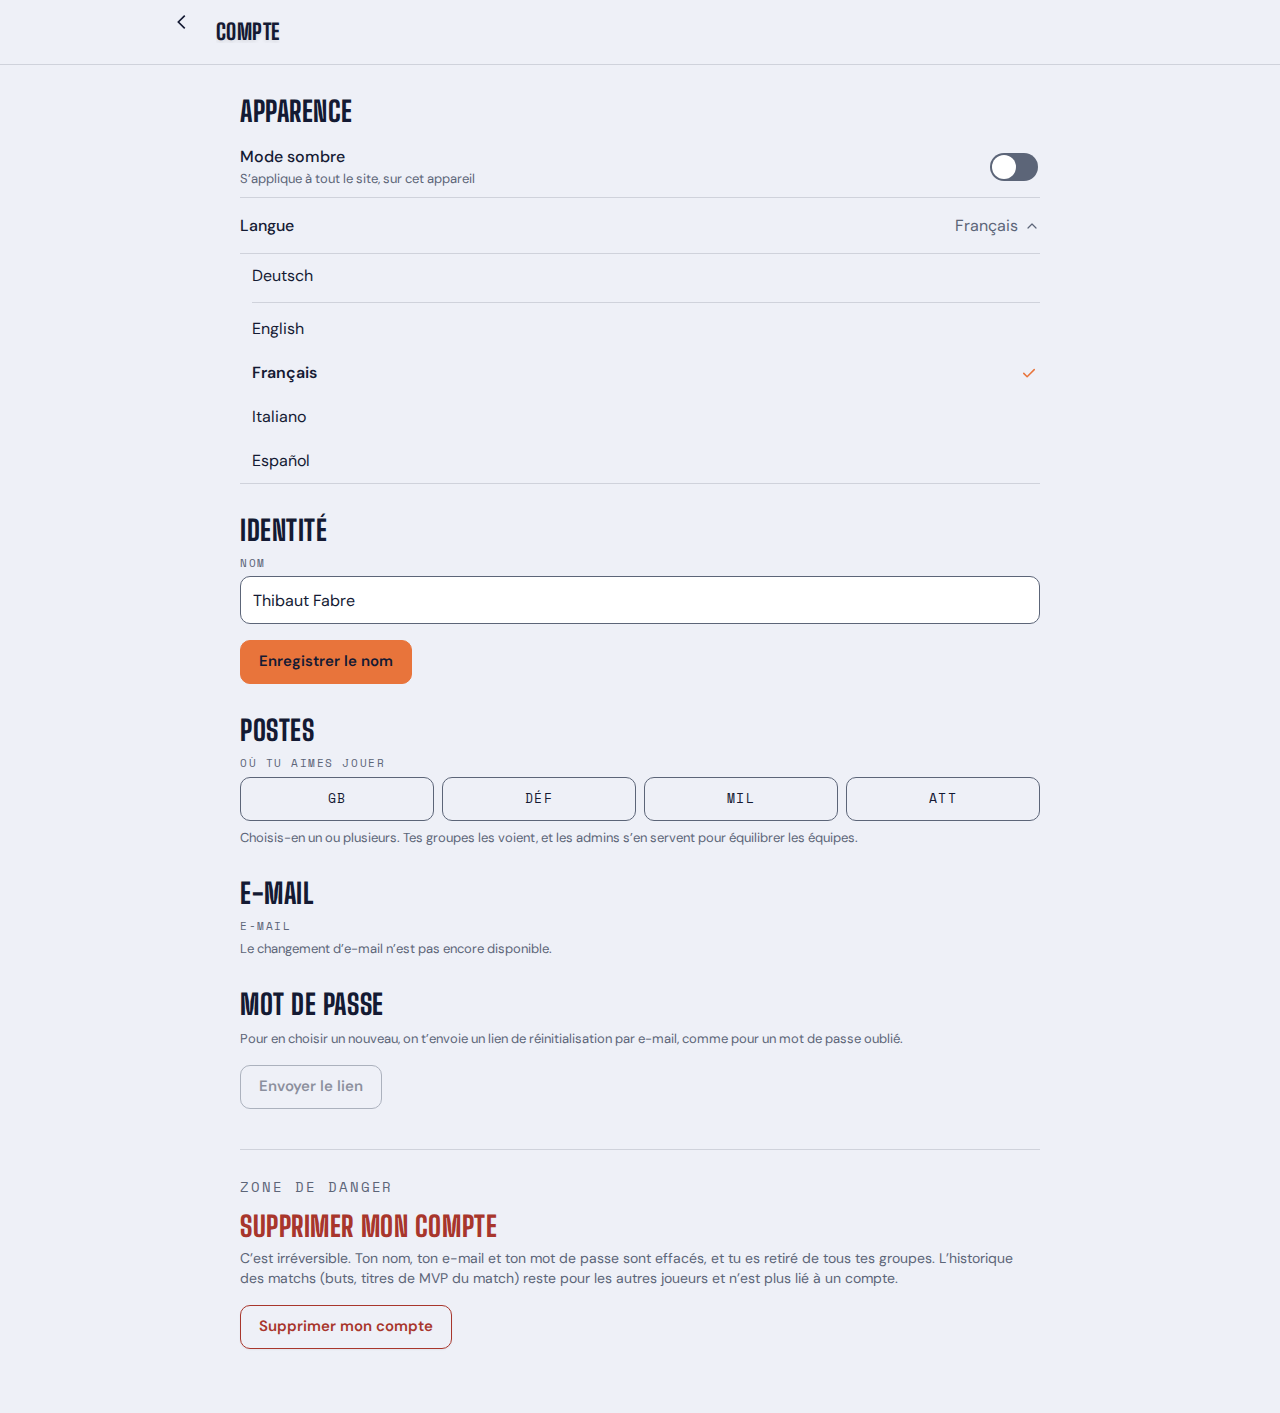 COMPTE
APPARENCE
Mode sombre
S’applique à tout le site, sur cet appareil
Langue
Français
Deutsch
English
Français
Italiano
Español
IDENTITÉ
NOM
Thibaut Fabre
Enregistrer le nom
POSTES
OÙ TU AIMES JOUER
GB
DÉF
MIL
ATT
Choisis-en un ou plusieurs. Tes groupes les voient, et les admins s’en servent pour équilibrer les équipes.
E-MAIL
E-MAIL
Le changement d’e-mail n’est pas encore disponible.
MOT DE PASSE
Pour en choisir un nouveau, on t’envoie un lien de réinitialisation par e-mail, comme pour un mot de passe oublié.
Envoyer le lien
ZONE DE DANGER
SUPPRIMER MON COMPTE
C’est irréversible. Ton nom, ton e-mail et ton mot de passe sont effacés, et tu es retiré de tous tes groupes. L’historique
des matchs (buts, titres de MVP du match) reste pour les autres joueurs et n’est plus lié à un compte.
Supprimer mon compte